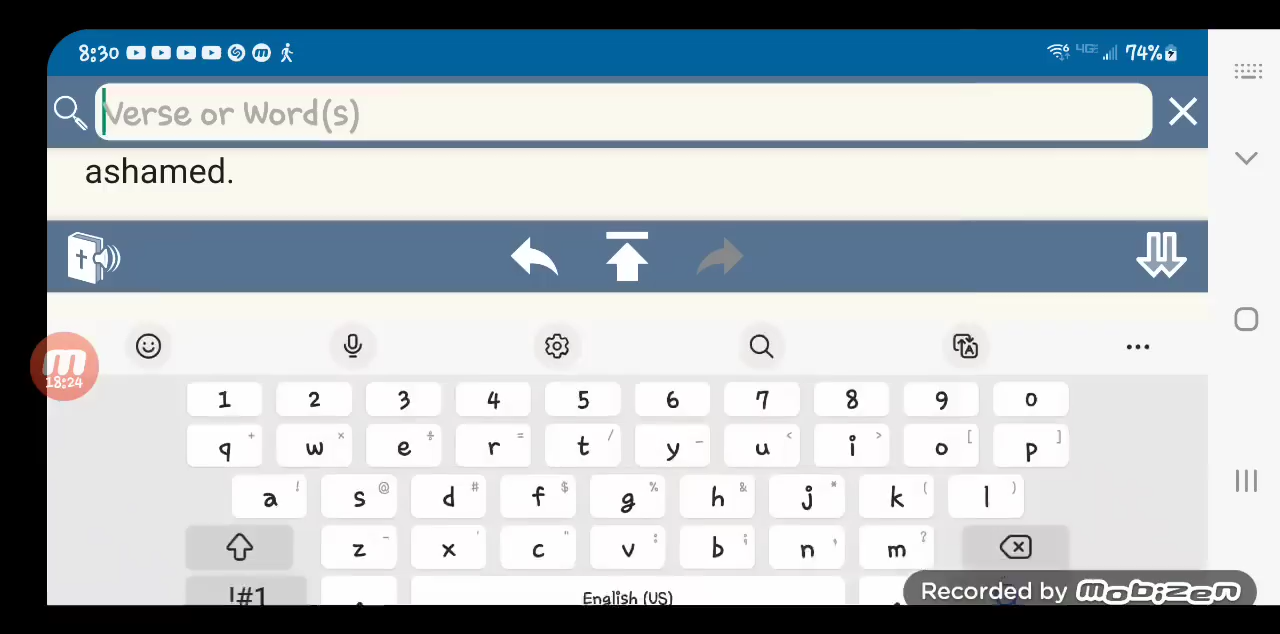 8:30 4GE 74%
Verse or Word(s)
ashamed.
18:24
1 2 3 4 5 6 7 8 9 0
q + w × e ÷ r = t / y _ u < i > o [ p ]
a ! s @ d # f $ g % h & j * k ( l )
z - x ' c " v : b ; n , m ?
!#1 English (US)
Recorded by mobizen